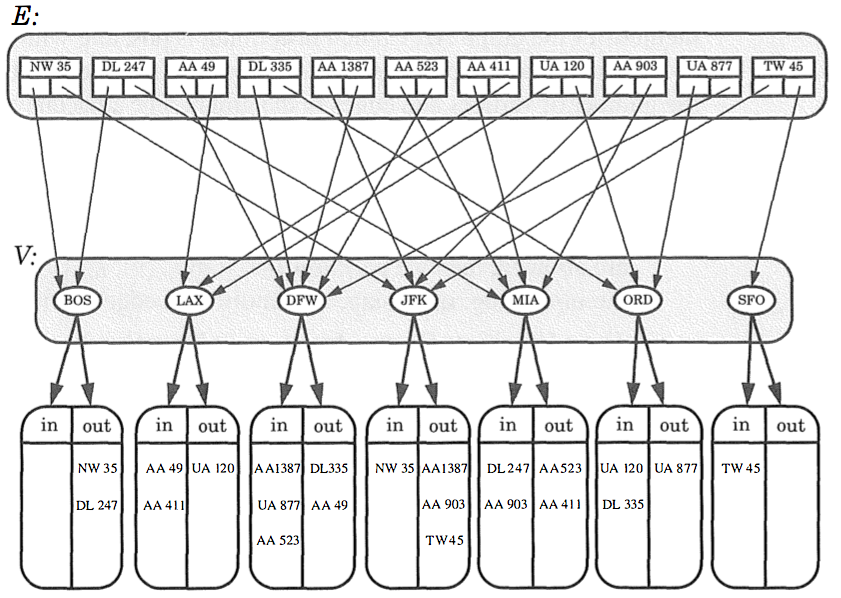 E:
NW 35 DL 247 AA 49 DL 335 AA 1387 AA 523 AA 411 UA 120 AA 903 UA 877 TW 45
V:
BOS LAX DFW JFK MIA ORD SFO
in out in out in out in out in out in out in out
NW 35 AA 49 UA 120 AA1387 DL335 NW 35 AA1387 DL 247 AA523 UA 120 UA 877 TW 45
DL 247 AA 411 UA 877 AA 49 AA 903 AA 903 AA 411 DL 335
AA 523 TW45